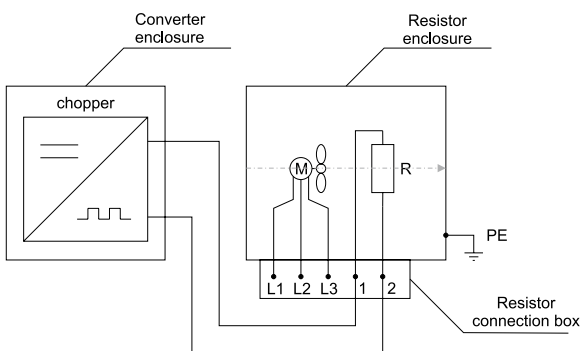 Converter
enclosure
Resistor
enclosure
chopper
M
R
PE
L1 L2 L3 1 2
Resistor
connection box